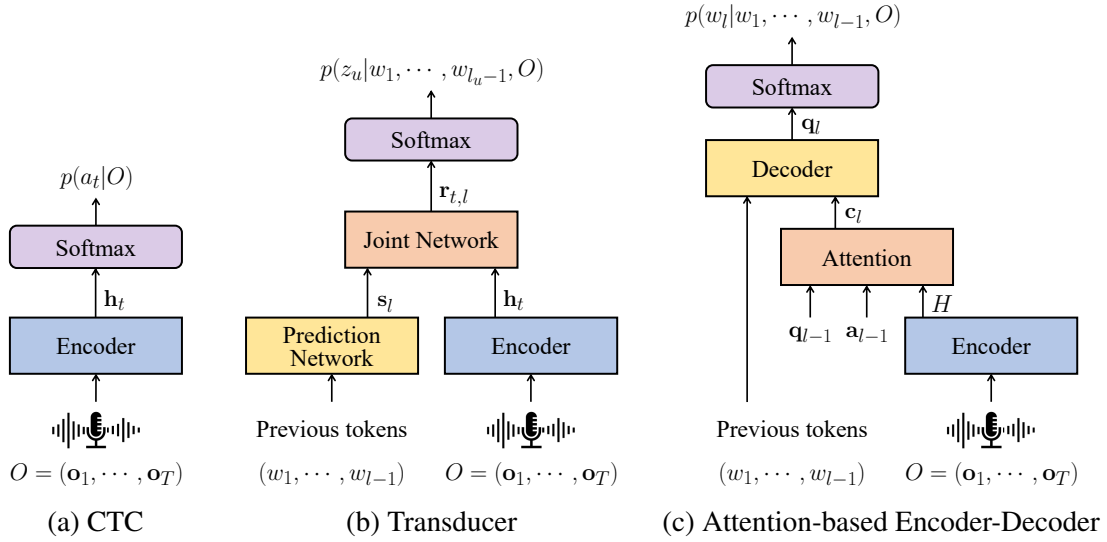 p(a_t|O)
Softmax
h_t
Encoder
O = (o_1, ⋯ , o_T)
(a) CTC
p(z_u|w_1, ⋯ , w_{l_u−1}, O)
Softmax
r_{t,l}
Joint Network
s_l
h_t
Prediction
Network
Encoder
Previous tokens
(w_1, ⋯ , w_{l−1})
O = (o_1, ⋯ , o_T)
(b) Transducer
p(w_l|w_1, ⋯ , w_{l−1}, O)
Softmax
q_l
Decoder
c_l
Attention
q_{l−1}
a_{l−1}
H
Encoder
Previous tokens
(w_1, ⋯ , w_{l−1})
O = (o_1, ⋯ , o_T)
(c) Attention-based Encoder-Decoder